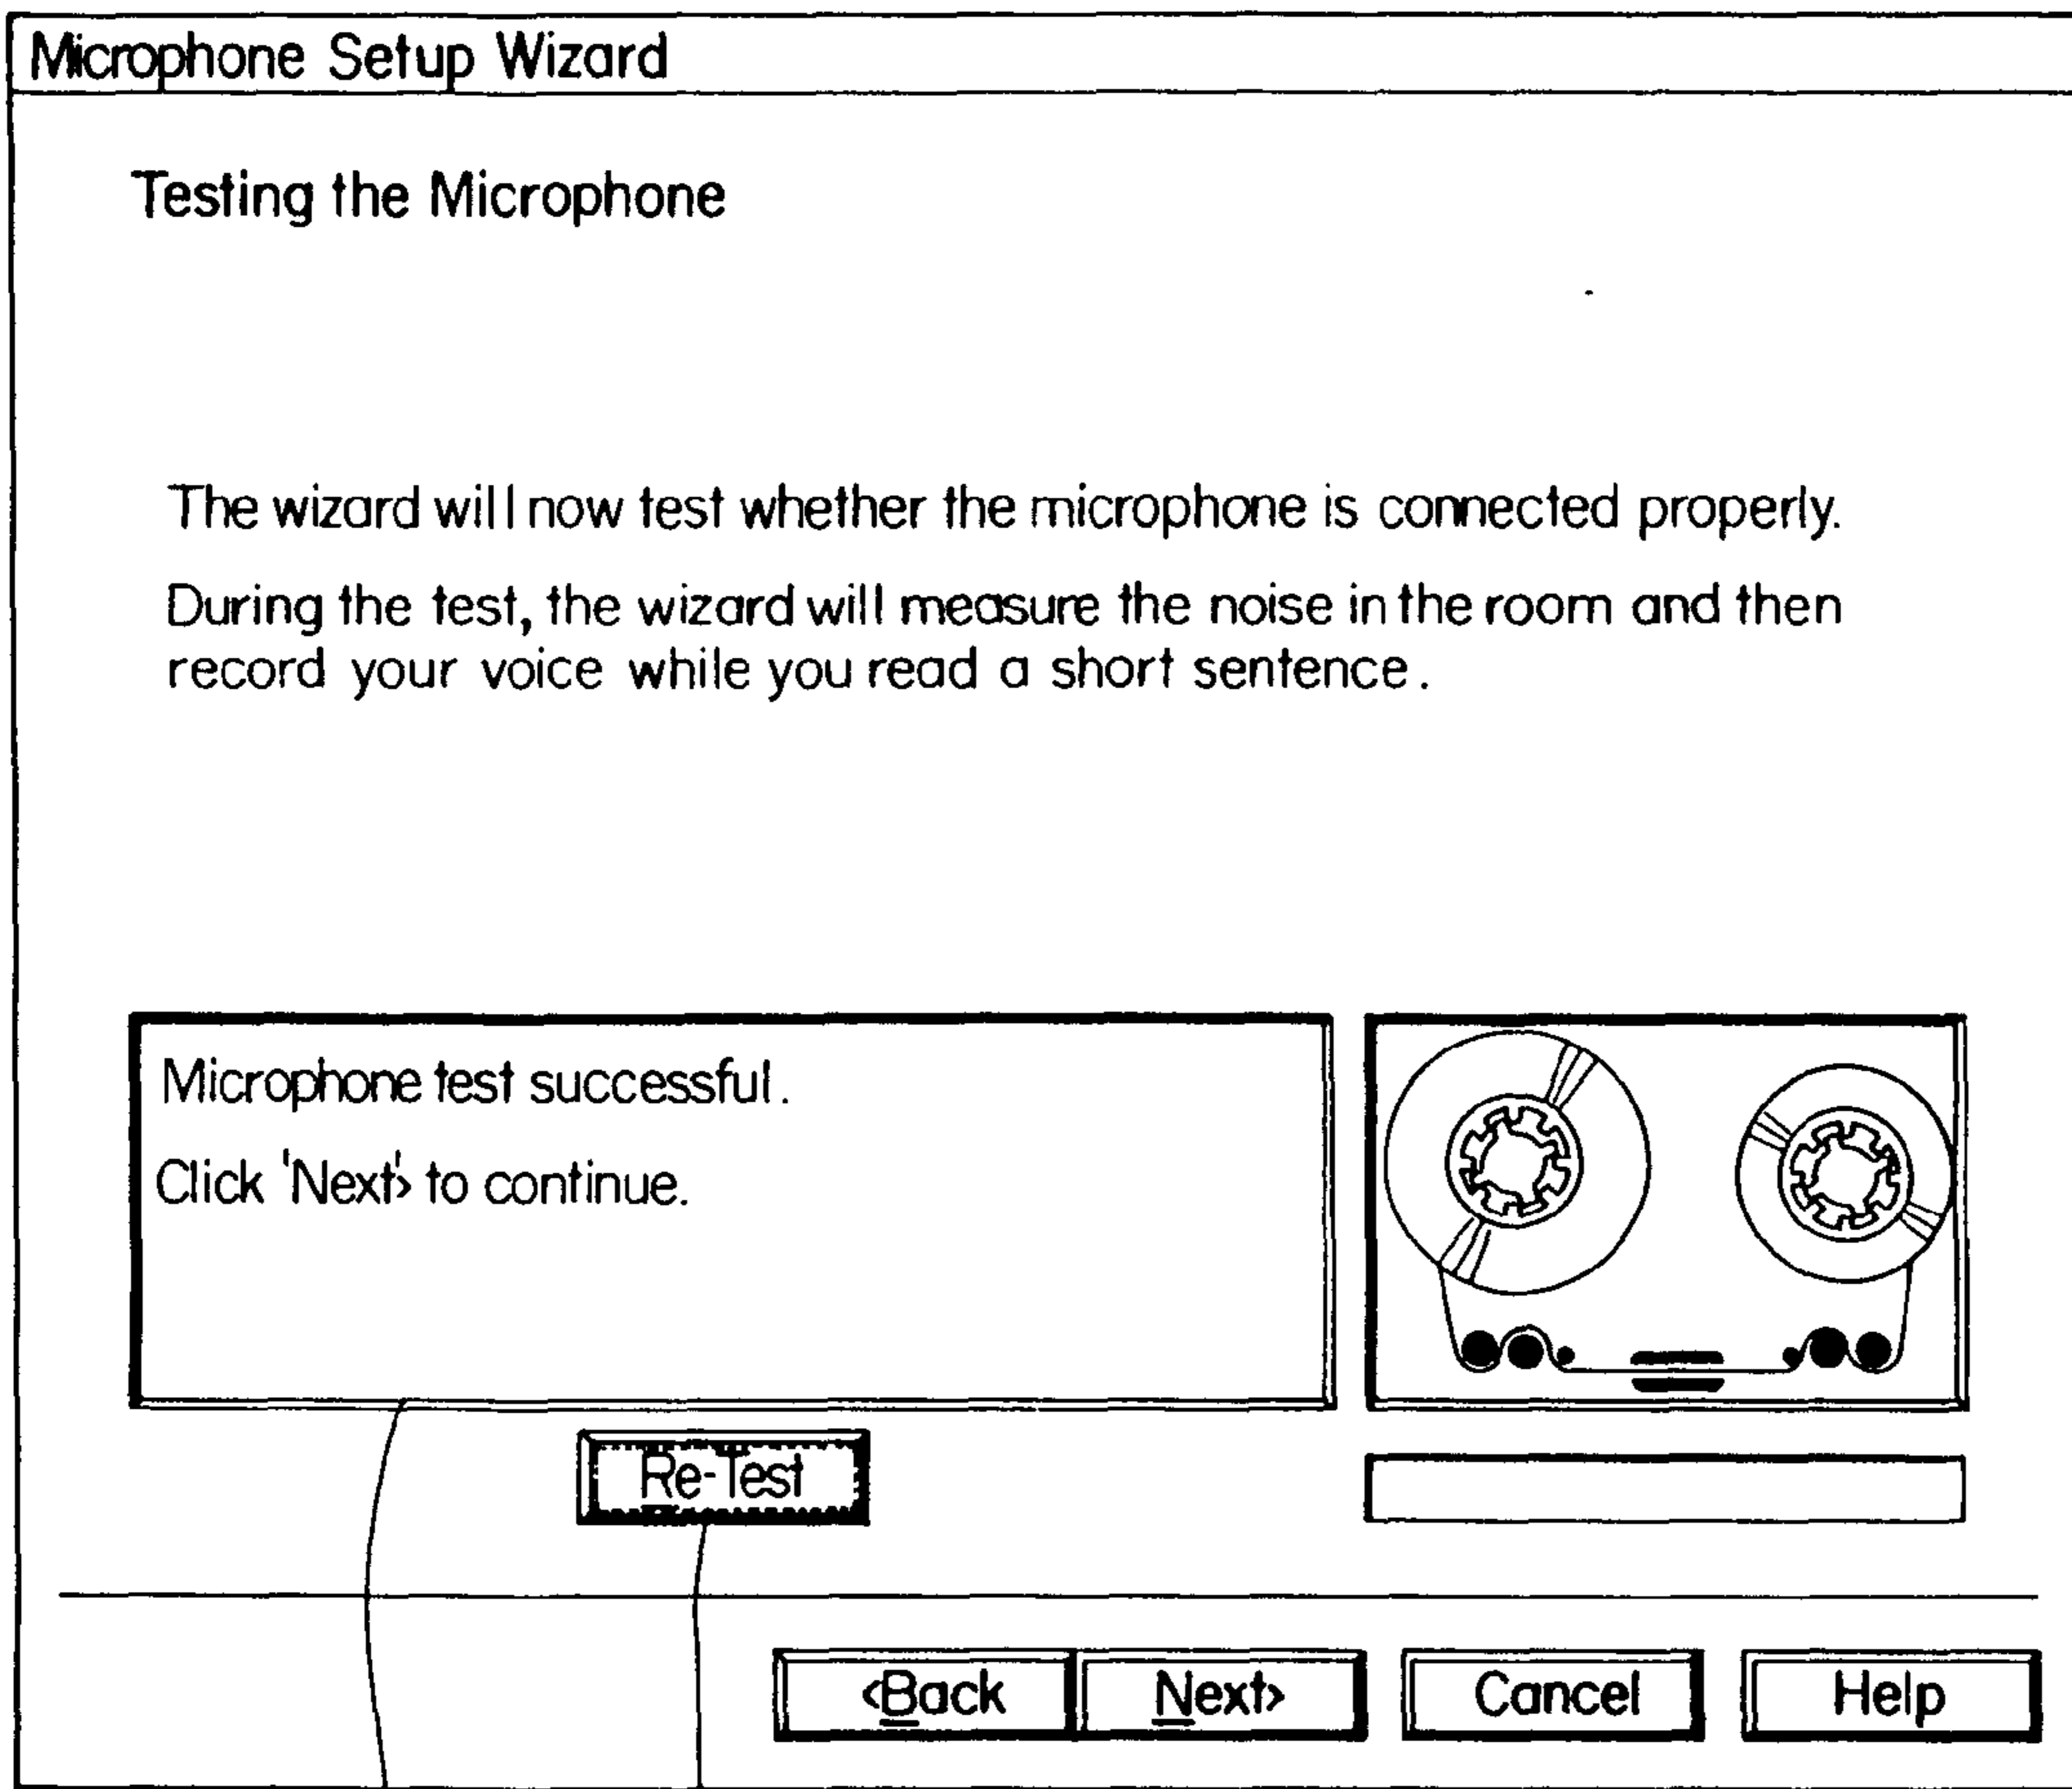 Microphone Setup Wizard
Testing the Microphone
The wizard will now test whether the microphone is connected properly.
During the test, the wizard will measure the noise in the room and then
record your voice while you read a short sentence.
Microphone test successful.
Click 'Next>' to continue.
Re-Test
<Back Next> Cancel Help